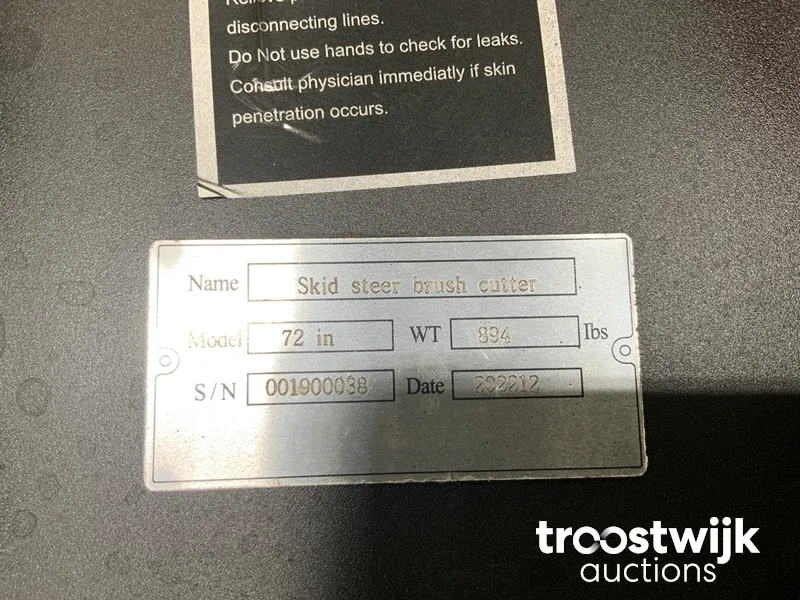 disconnecting lines.
Do Not use hands to check for leaks.
Consult physician immediatly if skin
penetration occurs.
Name Skid steer brush cutter
Model 72 in WT 894 Ibs
S/N 001900038 Date 202212
troostwijk
auctions